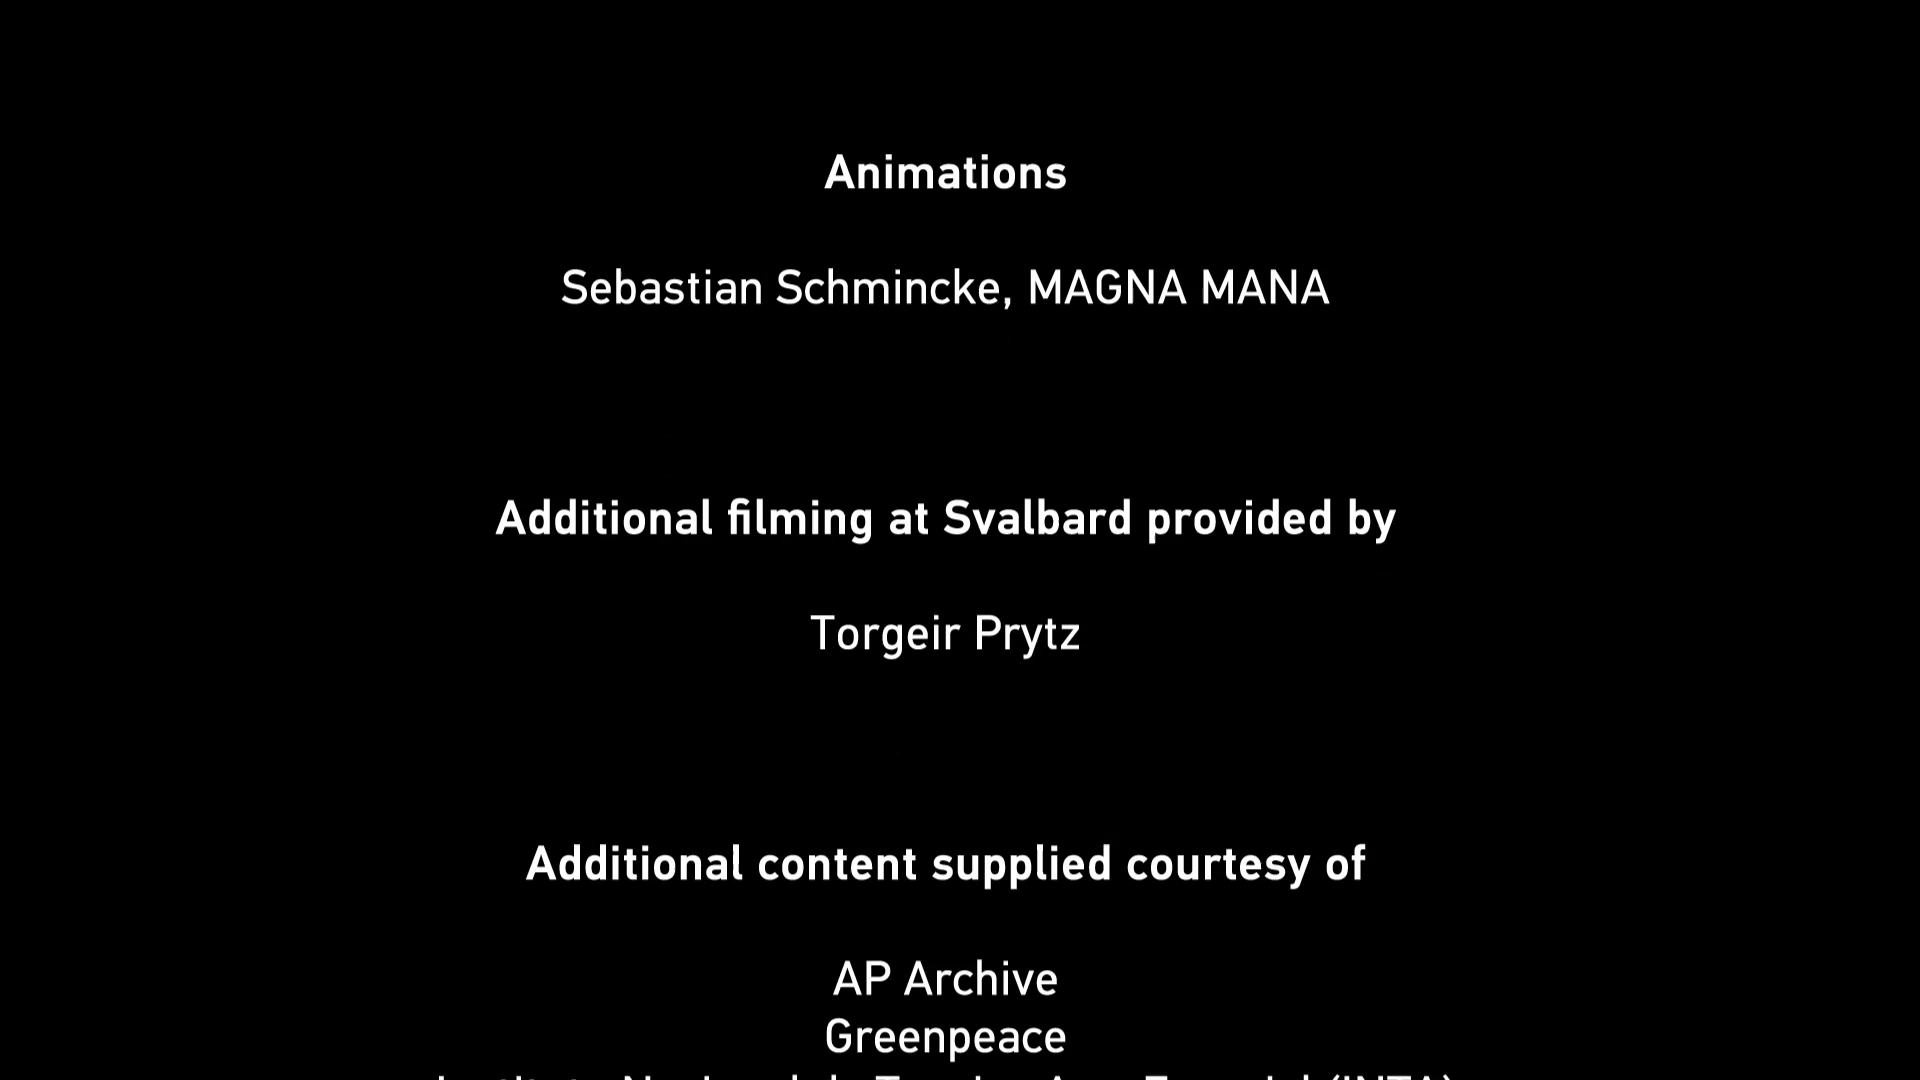 Animations
Sebastian Schmincke, MAGNA MANA
Additional filming at Svalbard provided by
Torgeir Prytz
Additional content supplied courtesy of
AP Archive
Greenpeace